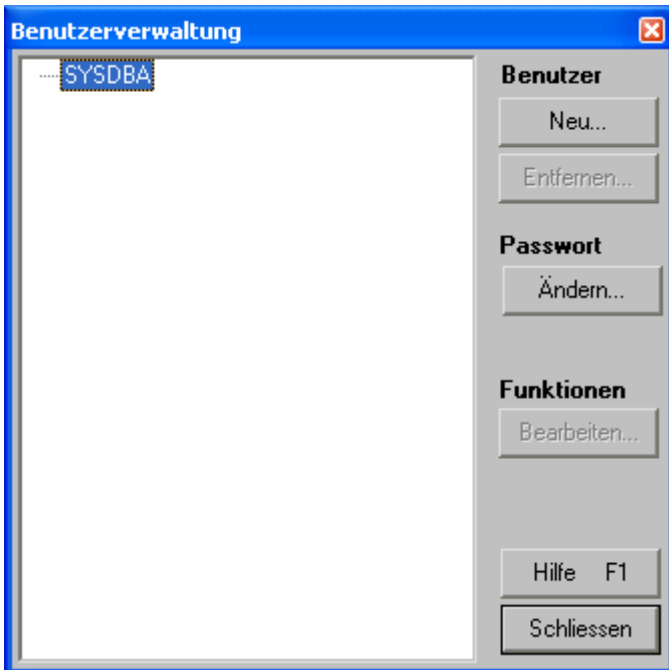 Benutzerverwaltung
SYSDBA
Benutzer
Neu...
Entfernen...
Passwort
Ändern...
Funktionen
Bearbeiten...
Hilfe F1
Schliessen